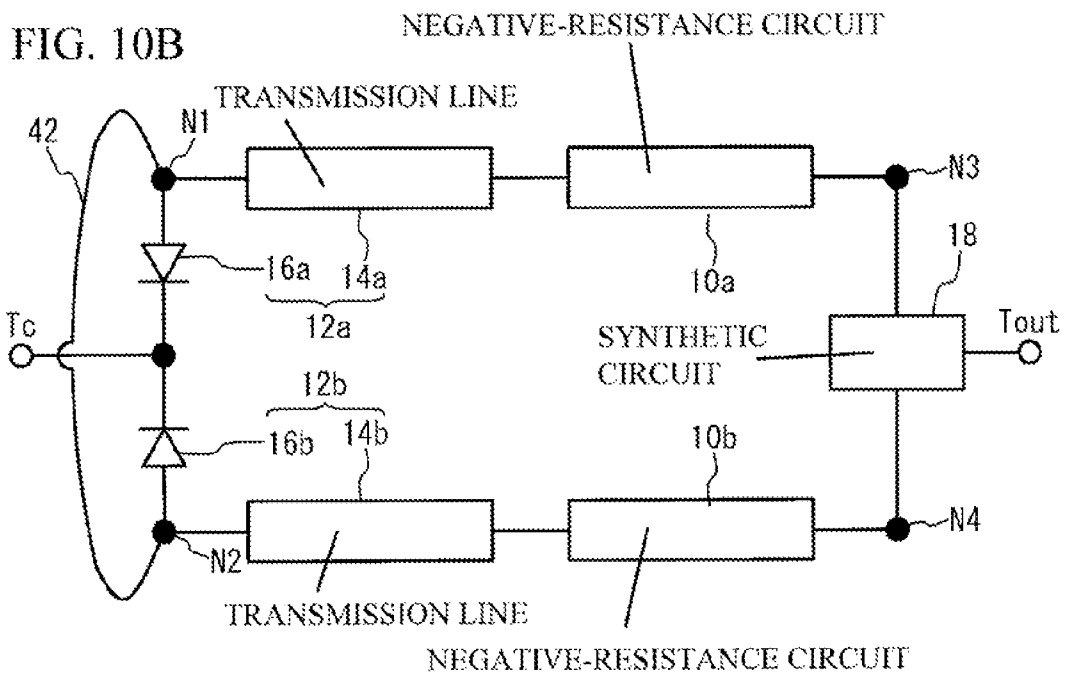 FIG. 10B
NEGATIVE-RESISTANCE CIRCUIT
TRANSMISSION LINE
42
N1
N3
16a
14a
10a
18
12a
Tc
Tout
SYNTHETIC
CIRCUIT
12b
16b
14b
10b
N2
N4
TRANSMISSION LINE
NEGATIVE-RESISTANCE CIRCUIT